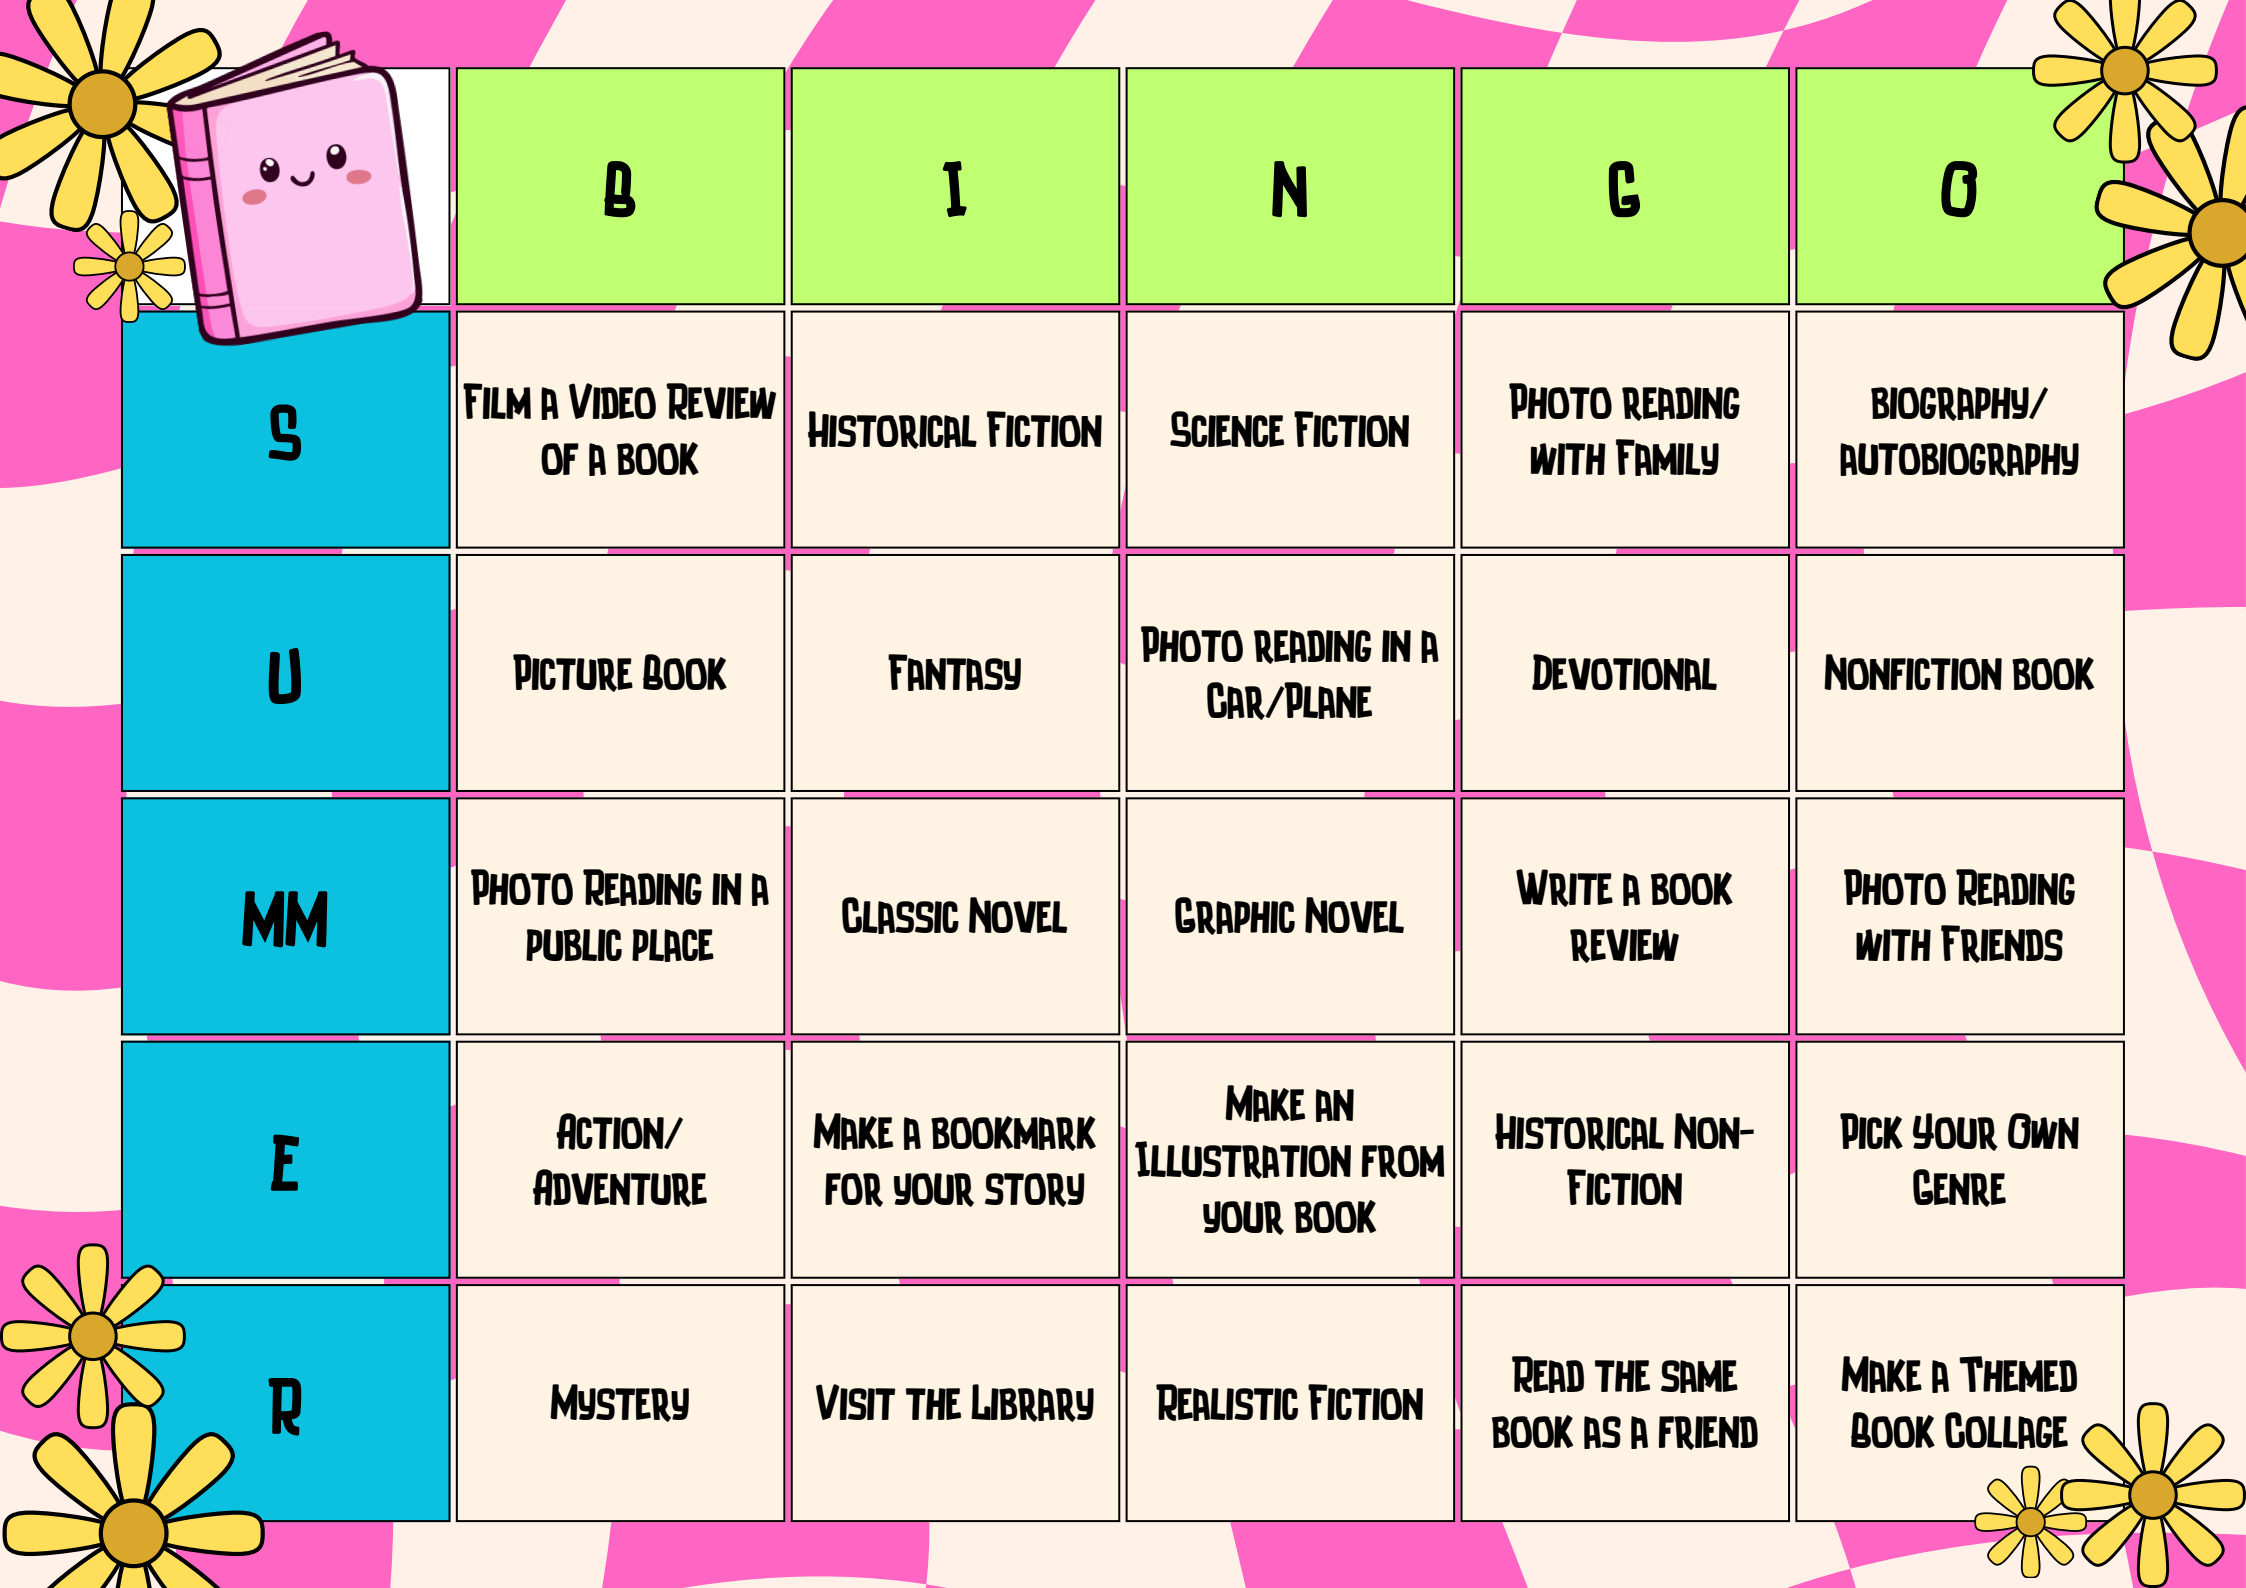 B I N G O
S
Film a Video Review
of a book
Historical Fiction
Science Fiction
Photo reading
with Family
biography/
autobiography
U
Picture Book
Fantasy
Photo reading in a
Car/Plane
Devotional
Nonfiction book
MM
Photo Reading in a
public place
Classic Novel
Graphic Novel
Write a book
review
Photo Reading
with Friends
E
Action/
Adventure
Make a bookmark
for your story
Make an
Illustration from
your book
Historical Non-
Fiction
Pick Your Own
Genre
R
Mystery
Visit the Library
Realistic Fiction
Read the same
book as a friend
Make a Themed
Book Collage